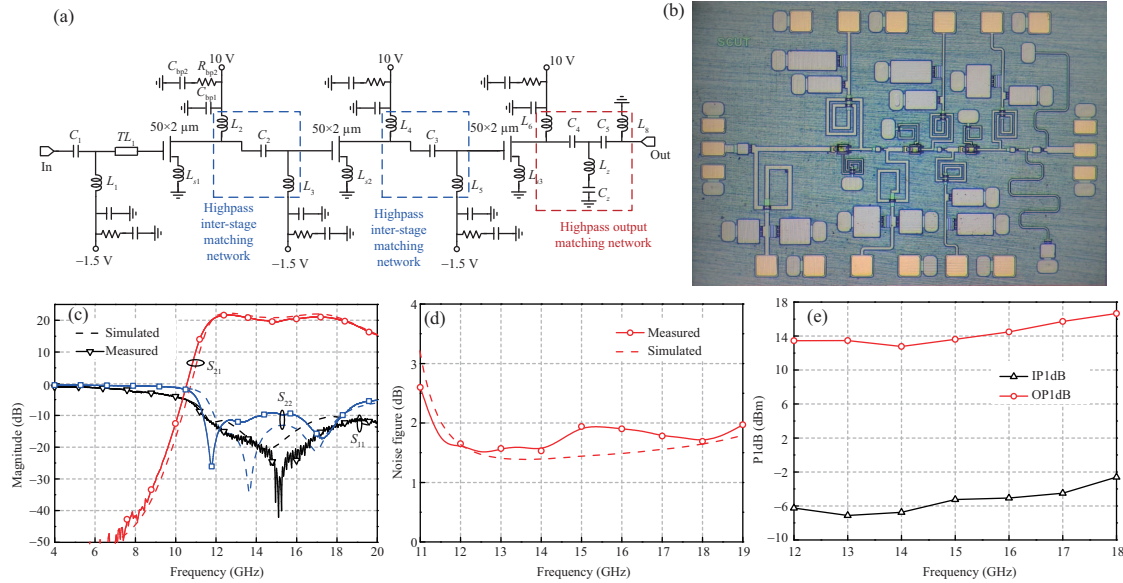 (a)
10 V
10 V
10 V
C_bp2
R_bp2
C_bp1
L_2
L_4
L_6
C_4
C_5
L_8
50×2 µm
50×2 µm
50×2 µm
C_1
TL_1
C_2
C_3
In
Out
L_1
L_s1
L_3
L_s2
L_5
L_s3
L_z
C_z
Highpass
inter-stage
matching
network
Highpass
inter-stage
matching
network
Highpass output
matching network
−1.5 V
−1.5 V
−1.5 V
(b)
SCUT
(c)
20
10
0
−10
−20
−30
−40
−50
Magnitude (dB)
Simulated
Measured
S_21
S_22
S_11
4
6
8
10
12
14
16
18
20
Frequency (GHz)
(d)
4
3
2
1
0
Noise figure (dB)
Measured
Simulated
11
12
13
14
15
16
17
18
19
Frequency (GHz)
(e)
18
14
10
6
2
−2
−6
−10
P1dB (dBm)
IP1dB
OP1dB
12
13
14
15
16
17
18
Frequency (GHz)